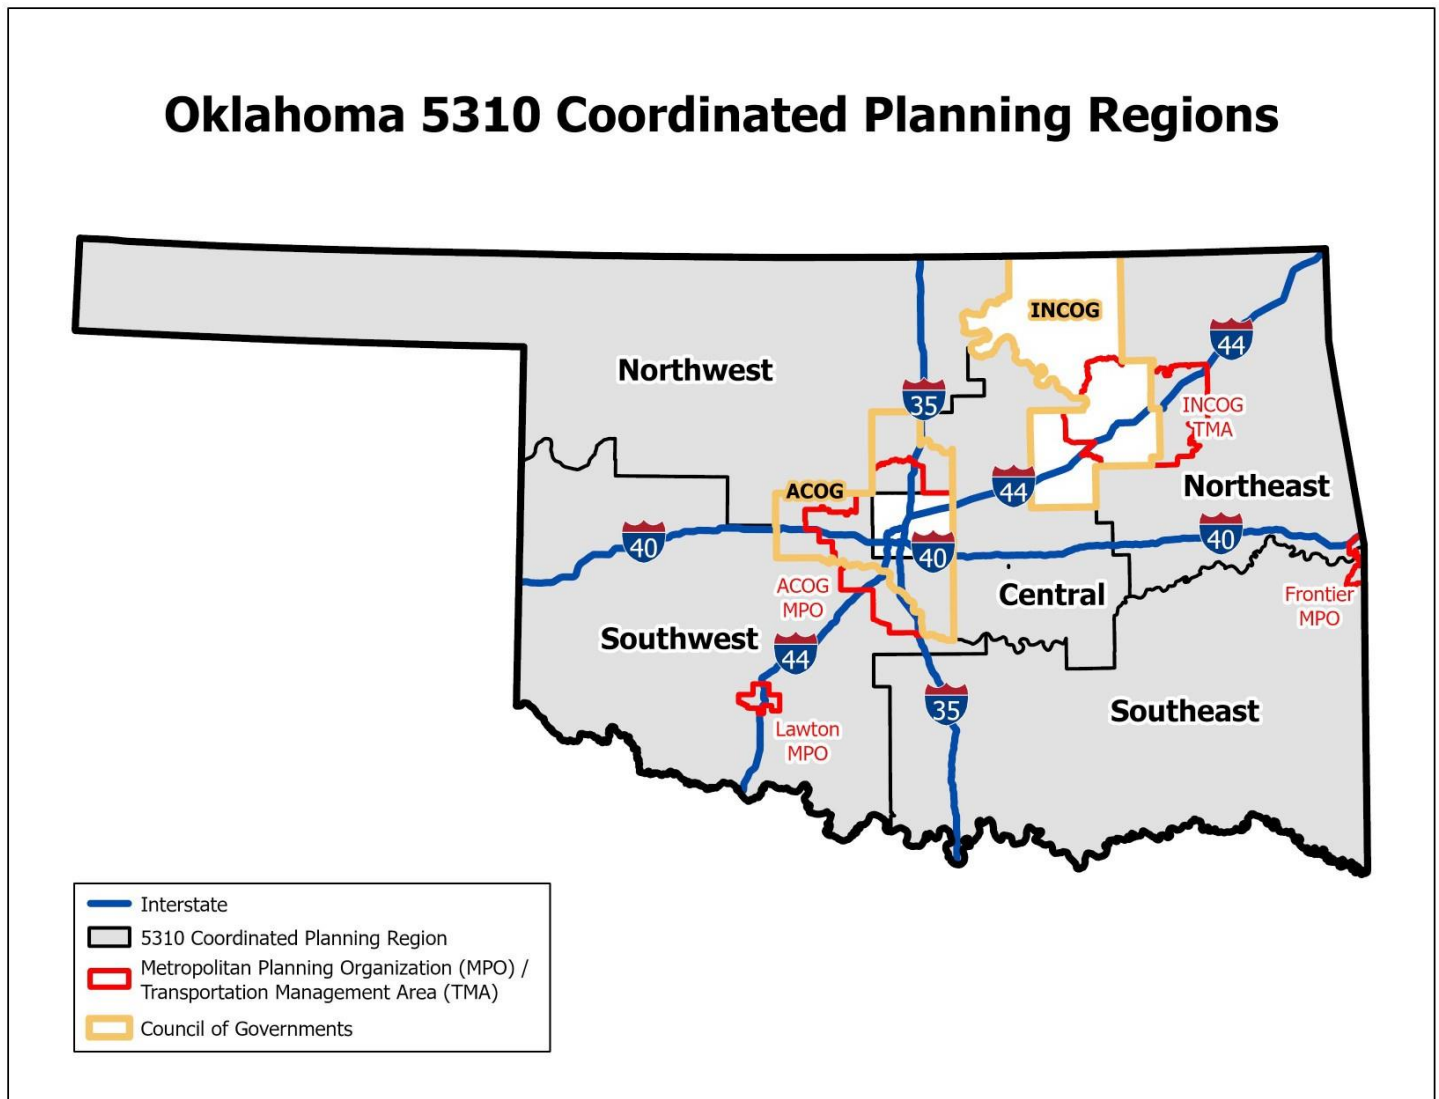 Oklahoma 5310 Coordinated Planning Regions
INCOG
44
Northwest
35
INCOG
TMA
ACOG
44
Northeast
40
40
40
ACOG
MPO
Central
Frontier
MPO
Southwest
44
35
Southeast
Lawton
MPO
Interstate
5310 Coordinated Planning Region
Metropolitan Planning Organization (MPO) /
Transportation Management Area (TMA)
Council of Governments